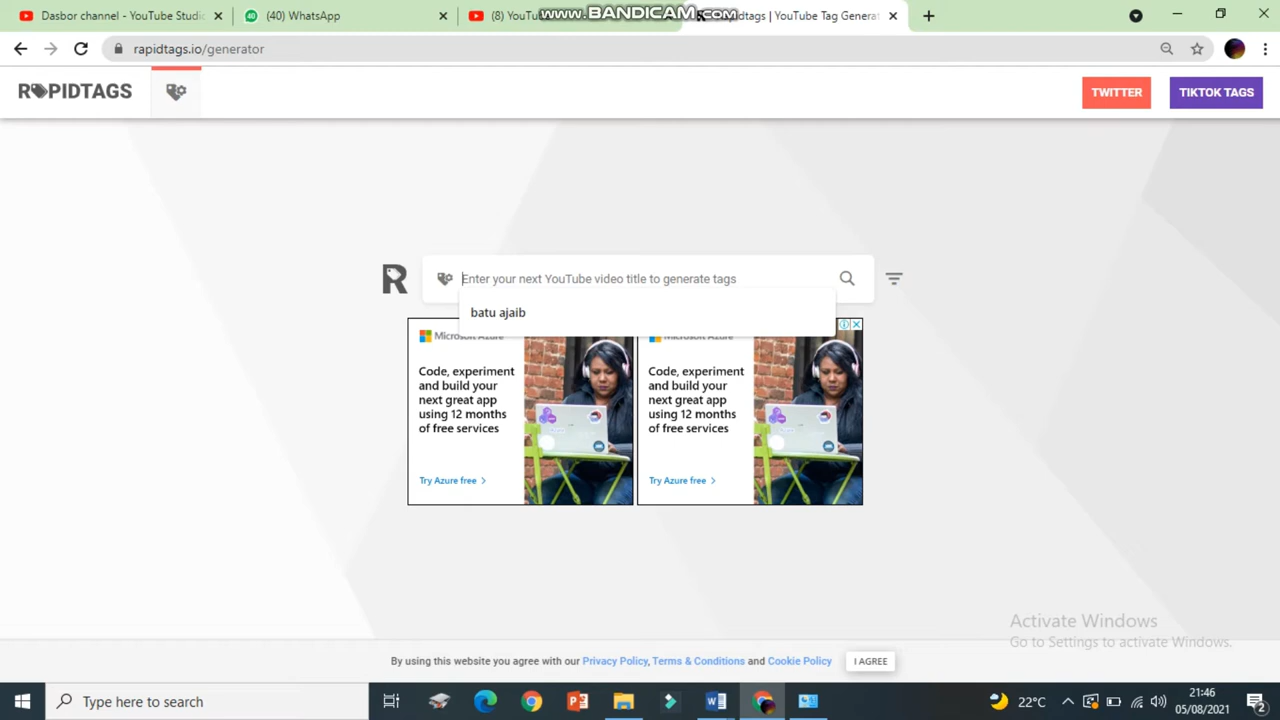 Dasbor channel - YouTube Studio
(40) WhatsApp
(8) YouTu
www.BANDICAM.com
Rapidtags | YouTube Tag Generat
rapidtags.io/generator
RAPIDTAGS
TWITTER
TIKTOK TAGS
R
Enter your next YouTube video title to generate tags
batu ajaib
Microsoft Azure
Code, experiment
and build your
next great app
using 12 months
of free services
Try Azure free >
Microsoft Azure
Code, experiment
and build your
next great app
using 12 months
of free services
Try Azure free >
Activate Windows
Go to Settings to activate Windows.
By using this website you agree with our Privacy Policy, Terms & Conditions and Cookie Policy
I AGREE
Type here to search
22°C
21:46
05/08/2021
2